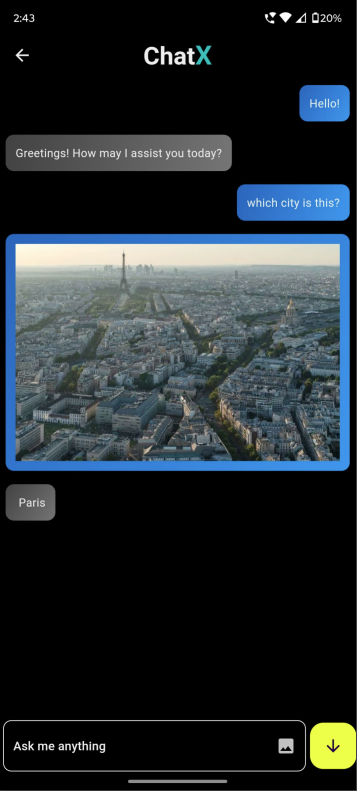 2:43
20%
ChatX
Hello!
Greetings! How may I assist you today?
which city is this?
Paris
Ask me anything